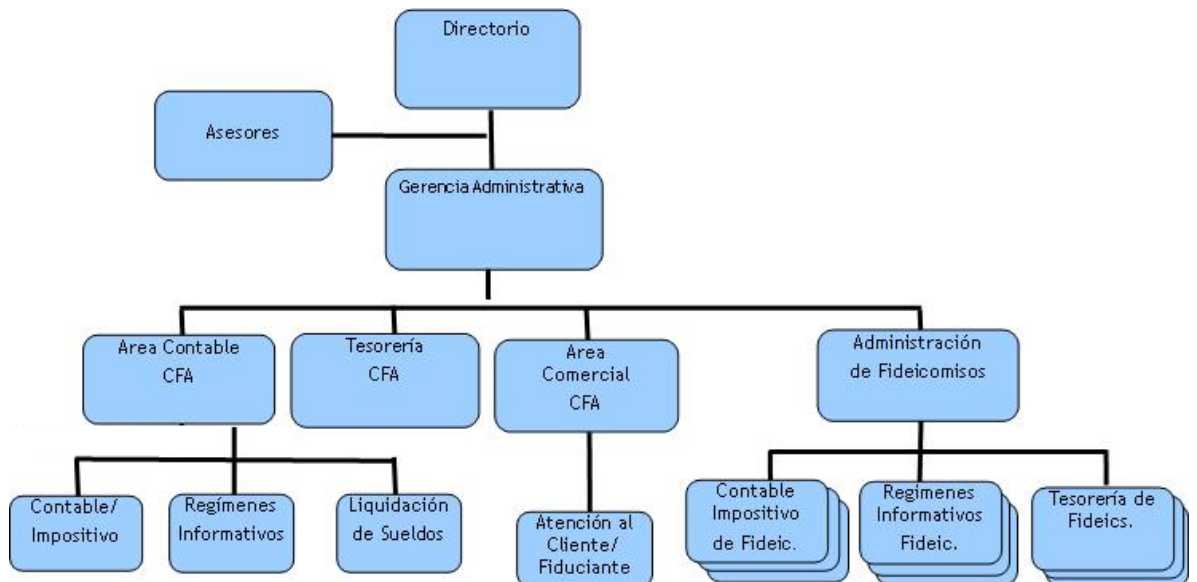 Directorio
Asesores
Gerencia Administrativa
Area Contable
CFA
Tesorería
CFA
Area
Comercial
CFA
Administración
de Fideicomisos
Contable/
Impositivo
Regímenes
Informativos
Liquidación
de Sueldos
Atención al
Cliente/
Fiduciante
Contable
Impositivo
de Fideic.
Regímenes
Informativos
Fideic.
Tesorería de
Fideics.